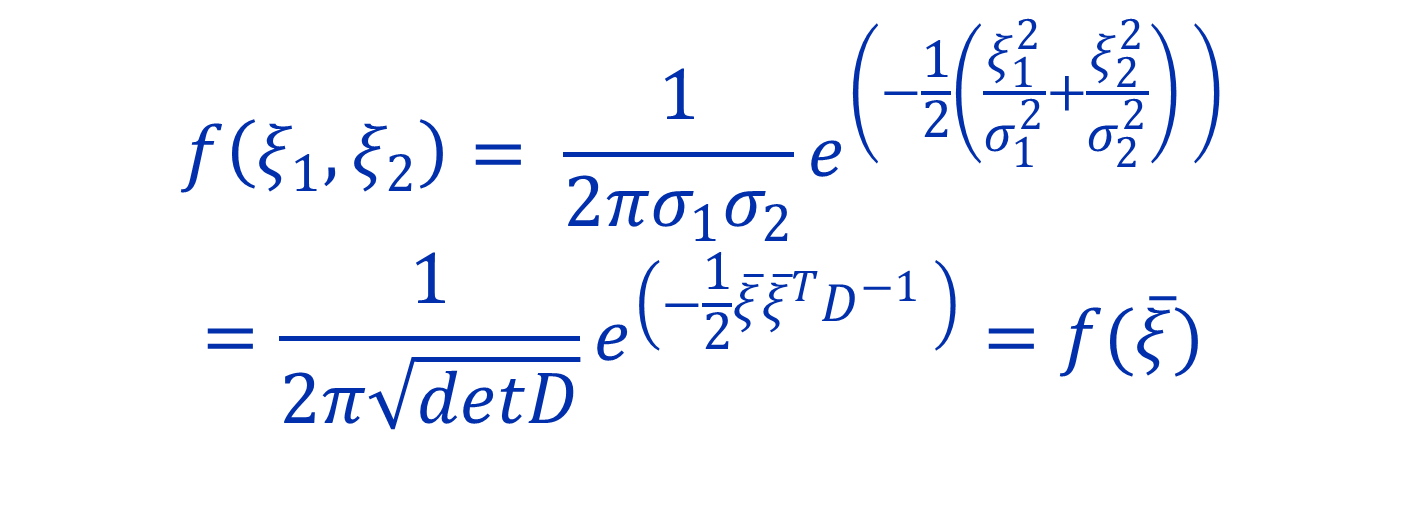 f(ξ₁, ξ₂) = 1/(2πσ₁σ₂) e^(−1/2(ξ₁²/σ₁² + ξ₂²/σ₂²))
= 1/(2π√detD) e^(−1/2 ξ̄ ξ̄ᵀ D⁻¹) = f(ξ̄)